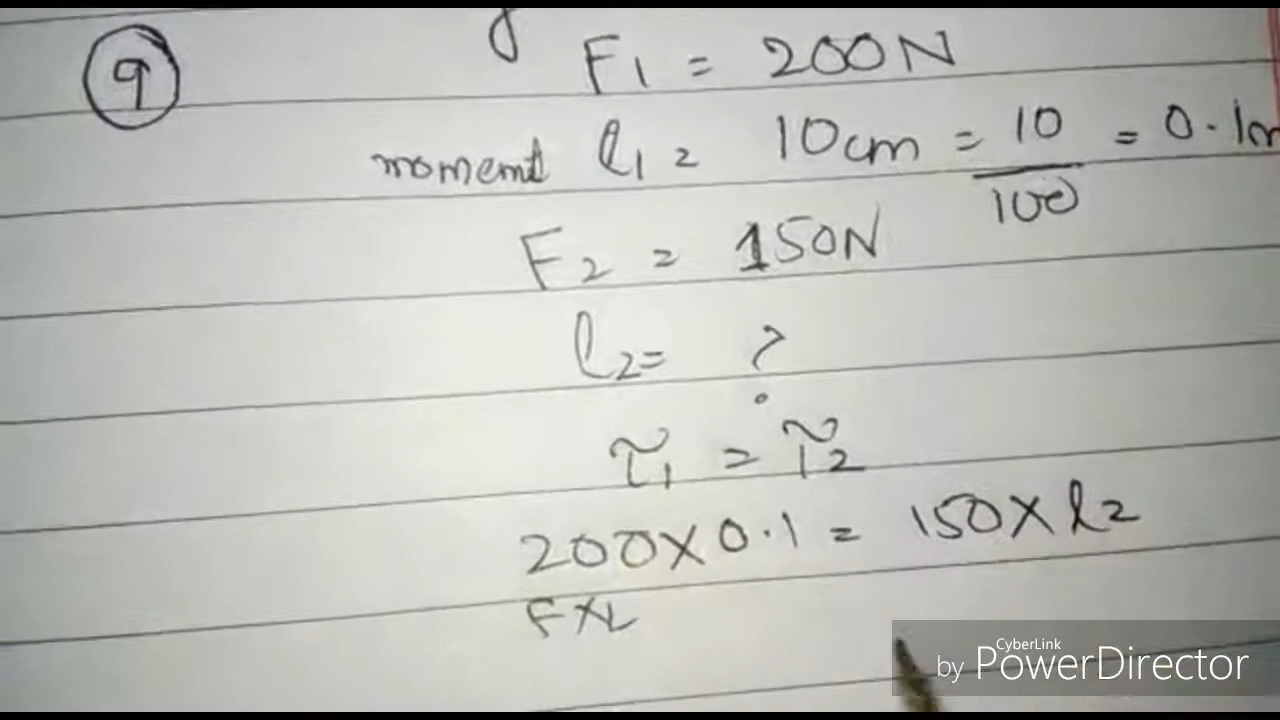 9 F1 = 200N
moment l1 = 10cm = 10/100 = 0.1m
F2 = 150N
l2 = ?
τ1 = τ2
200 X 0.1 = 150 X l2
F X L
CyberLink
by PowerDirector